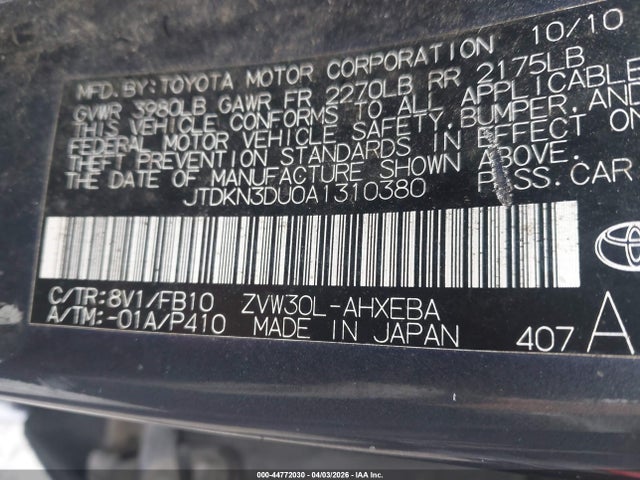 MFD. BY: TOYOTA MOTOR CORPORATION 10/10
GVWR 3980LB GAWR FR 2270LB RR 2175LB
THIS VEHICLE CONFORMS TO ALL APPLICABLE
FEDERAL MOTOR VEHICLE SAFETY, BUMPER, AND
THEFT PREVENTION STANDARDS IN EFFECT ON
THE DATE OF MANUFACTURE SHOWN ABOVE.
JTDKN3DU0A1310380 PASS. CAR
C/TR: 8V1/FB10 ZVW30L-AHXEBA
A/TM: -01A/P410 MADE IN JAPAN 407 A
000-44772030 - 04/03/2026 - IAA Inc.